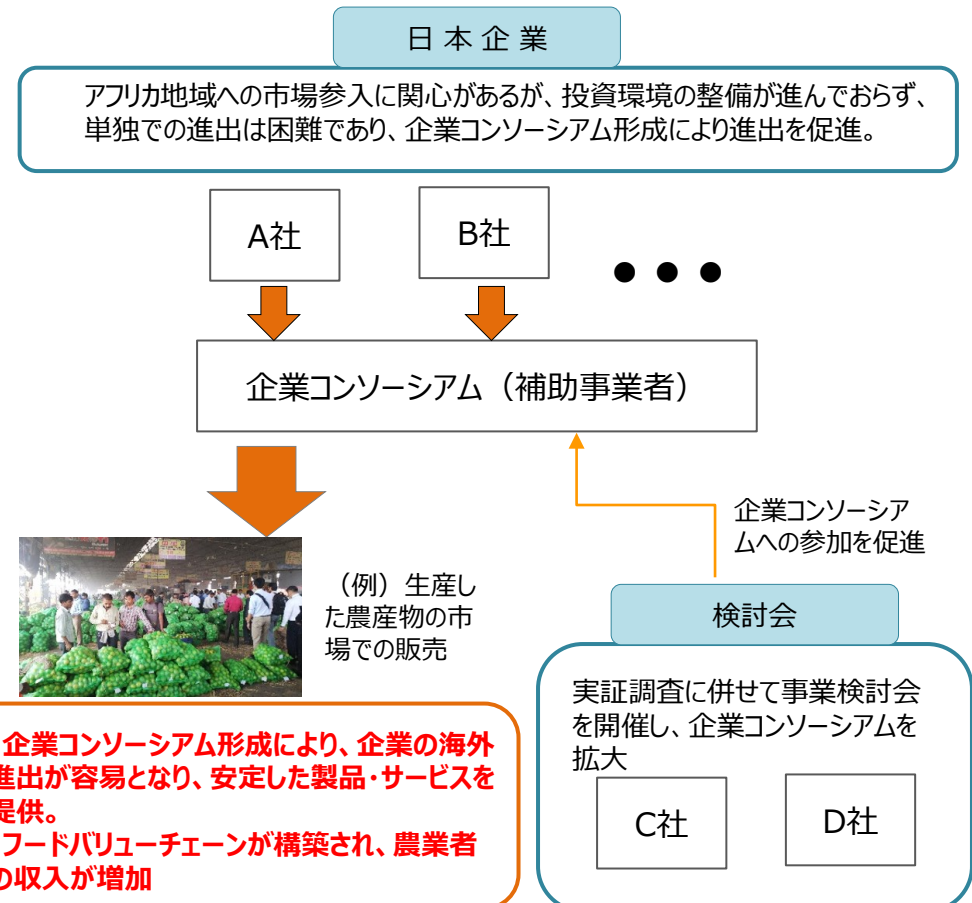 日本企業
アフリカ地域への市場参入に関心があるが、投資環境の整備が進んでおらず、
単独での進出は困難であり、企業コンソーシアム形成により進出を促進。
A社
B社
●●●
企業コンソーシアム（補助事業者）
企業コンソーシア
ムへの参加を促進
（例）生産し
た農産物の市
場での販売
検討会
実証調査に併せて事業検討会
を開催し、企業コンソーシアムを
拡大
C社
D社
企業コンソーシアム形成により、企業の海外
進出が容易となり、安定した製品・サービスを
提供。
フードバリューチェーンが構築され、農業者
の収入が増加